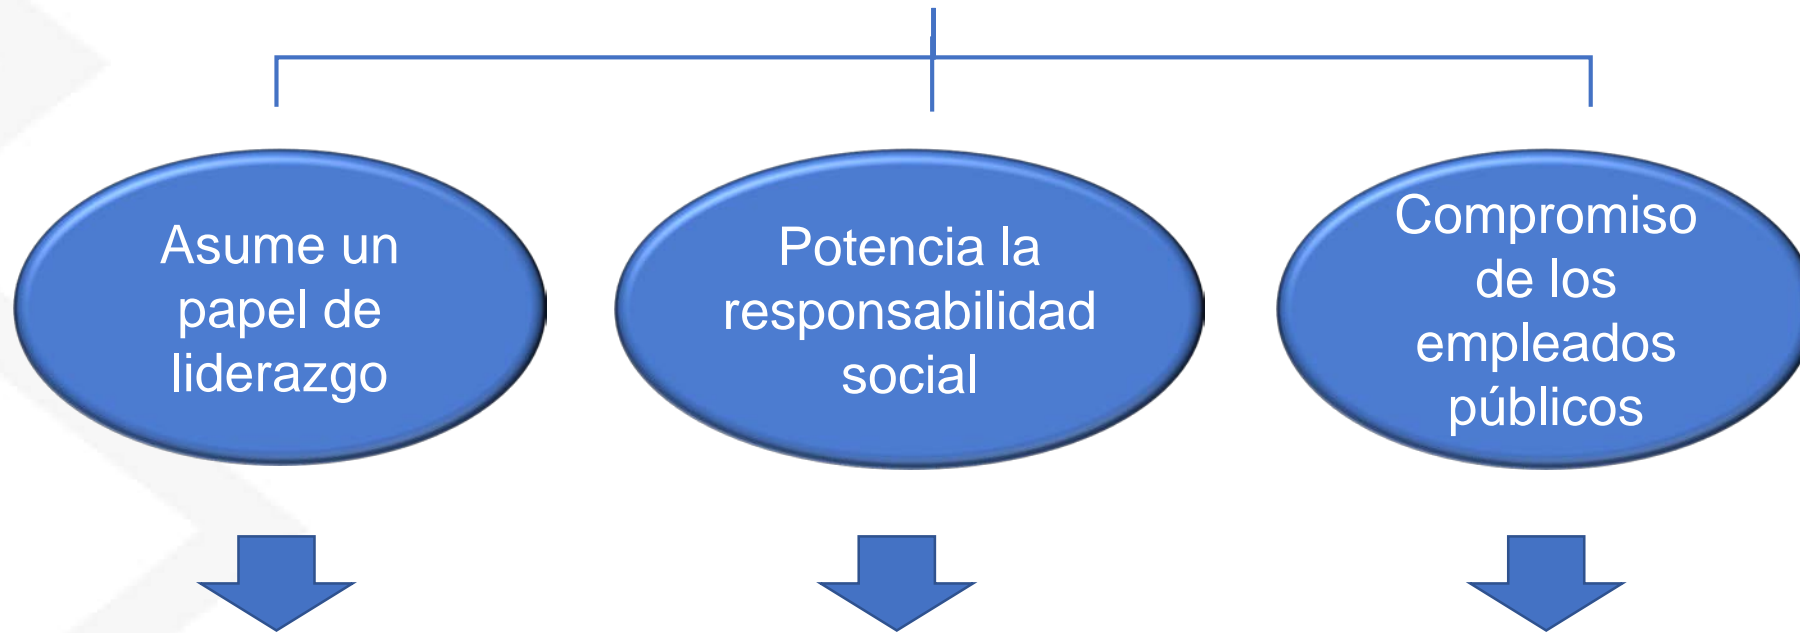 Asume un
papel de
liderazgo
Potencia la
responsabilidad
social
Compromiso
de los
empleados
públicos